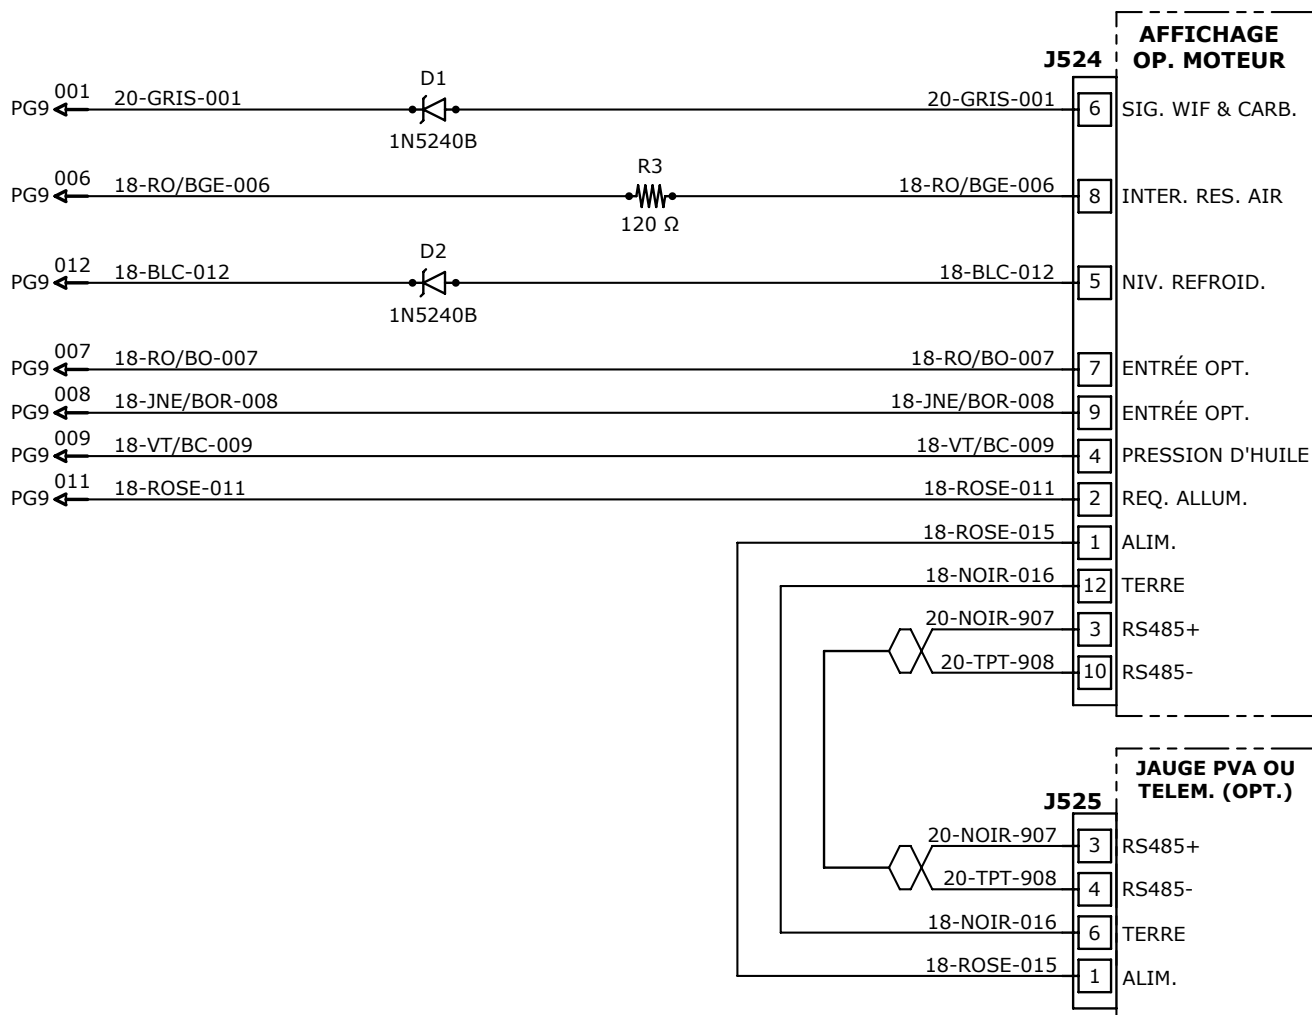 AFFICHAGE
OP. MOTEUR
J524
PG9 001 20-GRIS-001 D1 1N5240B 20-GRIS-001 6 SIG. WIF & CARB.
PG9 006 18-RO/BGE-006 R3 120 Ω 18-RO/BGE-006 8 INTER. RES. AIR
PG9 012 18-BLC-012 D2 1N5240B 18-BLC-012 5 NIV. REFROID.
PG9 007 18-RO/BO-007 18-RO/BO-007 7 ENTRÉE OPT.
PG9 008 18-JNE/BOR-008 18-JNE/BOR-008 9 ENTRÉE OPT.
PG9 009 18-VT/BC-009 18-VT/BC-009 4 PRESSION D'HUILE
PG9 011 18-ROSE-011 18-ROSE-011 2 REQ. ALLUM.
18-ROSE-015 1 ALIM.
18-NOIR-016 12 TERRE
20-NOIR-907 3 RS485+
20-TPT-908 10 RS485-
JAUGE PVA OU
TELEM. (OPT.)
J525
20-NOIR-907 3 RS485+
20-TPT-908 4 RS485-
18-NOIR-016 6 TERRE
18-ROSE-015 1 ALIM.